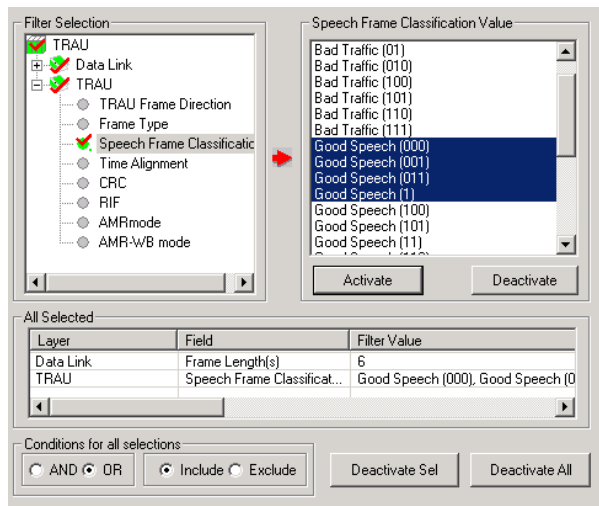 Filter Selection
TRAU
Data Link
TRAU
TRAU Frame Direction
Frame Type
Speech Frame Classificatic
Time Alignment
CRC
RIF
AMRmode
AMR-WB mode
Speech Frame Classification Value
Bad Traffic (01)
Bad Traffic (010)
Bad Traffic (100)
Bad Traffic (101)
Bad Traffic (110)
Bad Traffic (111)
Good Speech (000)
Good Speech (001)
Good Speech (011)
Good Speech (1)
Good Speech (100)
Good Speech (101)
Good Speech (11)
Activate Deactivate
All Selected
Layer Field Filter Value
Data Link Frame Length(s) 6
TRAU Speech Frame Classificat... Good Speech (000), Good Speech (0
Conditions for all selections
AND OR Include Exclude
Deactivate Sel Deactivate All